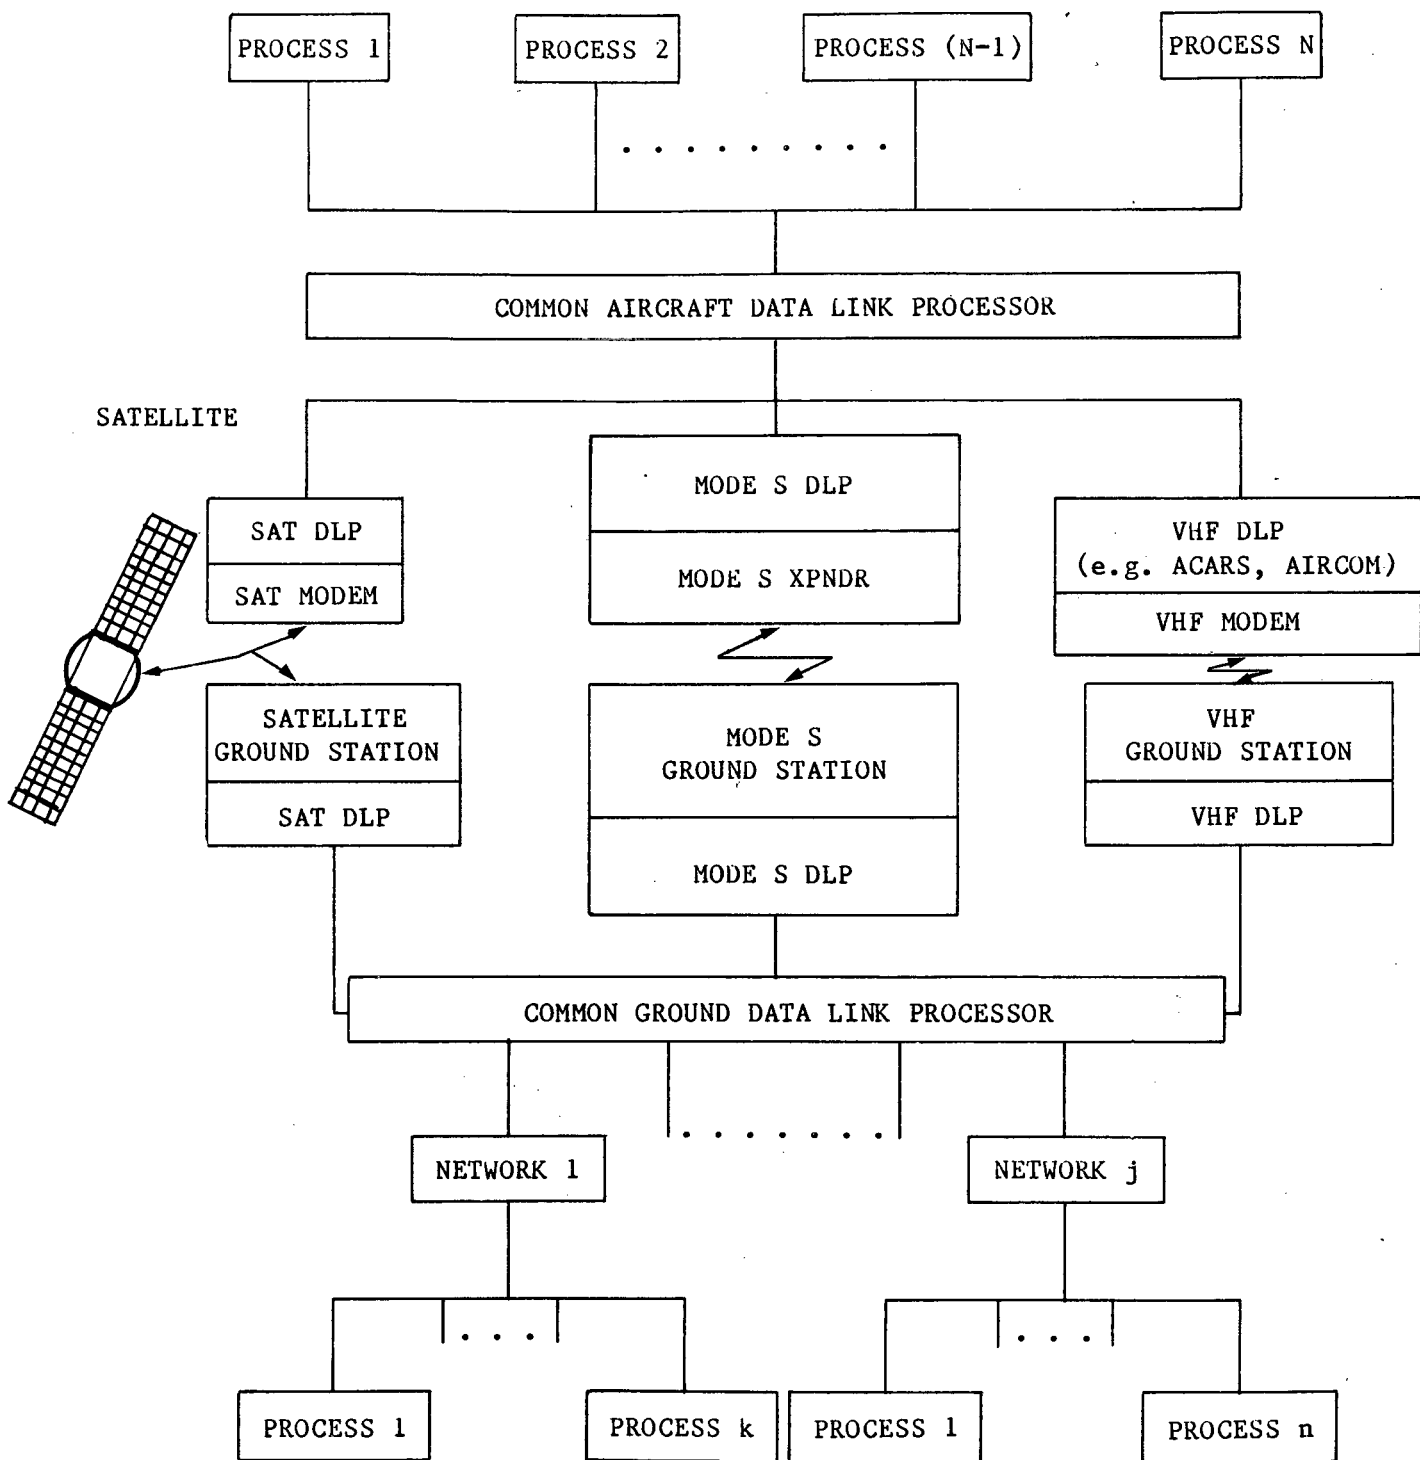 PROCESS 1
PROCESS 2
PROCESS (N-1)
PROCESS N
COMMON AIRCRAFT DATA LINK PROCESSOR
SATELLITE
SAT DLP
SAT MODEM
MODE S DLP
MODE S XPNDR
VHF DLP
(e.g. ACARS, AIRCOM)
VHF MODEM
SATELLITE
GROUND STATION
SAT DLP
MODE S
GROUND STATION
MODE S DLP
VHF
GROUND STATION
VHF DLP
COMMON GROUND DATA LINK PROCESSOR
NETWORK 1
NETWORK j
PROCESS 1
PROCESS k
PROCESS 1
PROCESS n